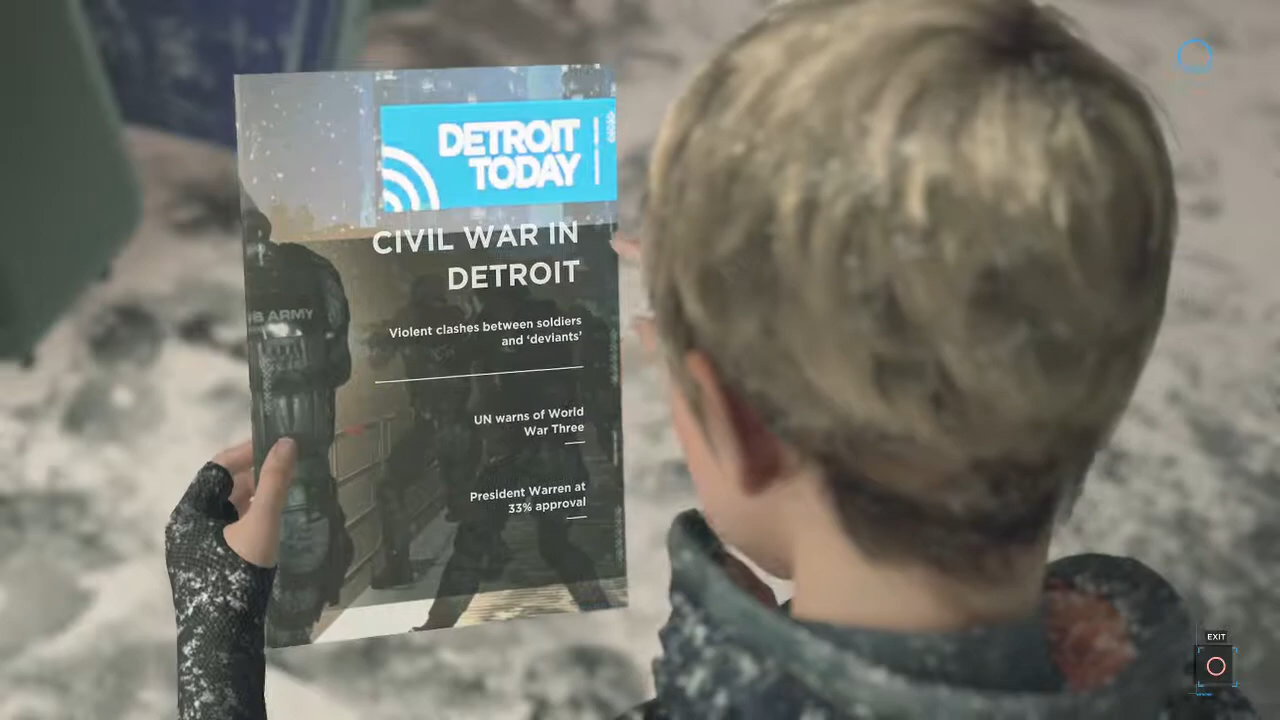 DETROIT
TODAY
CIVIL WAR IN
DETROIT
US ARMY
Violent clashes between soldiers
and ‘deviants’
UN warns of World
War Three
President Warren at
33% approval
EXIT